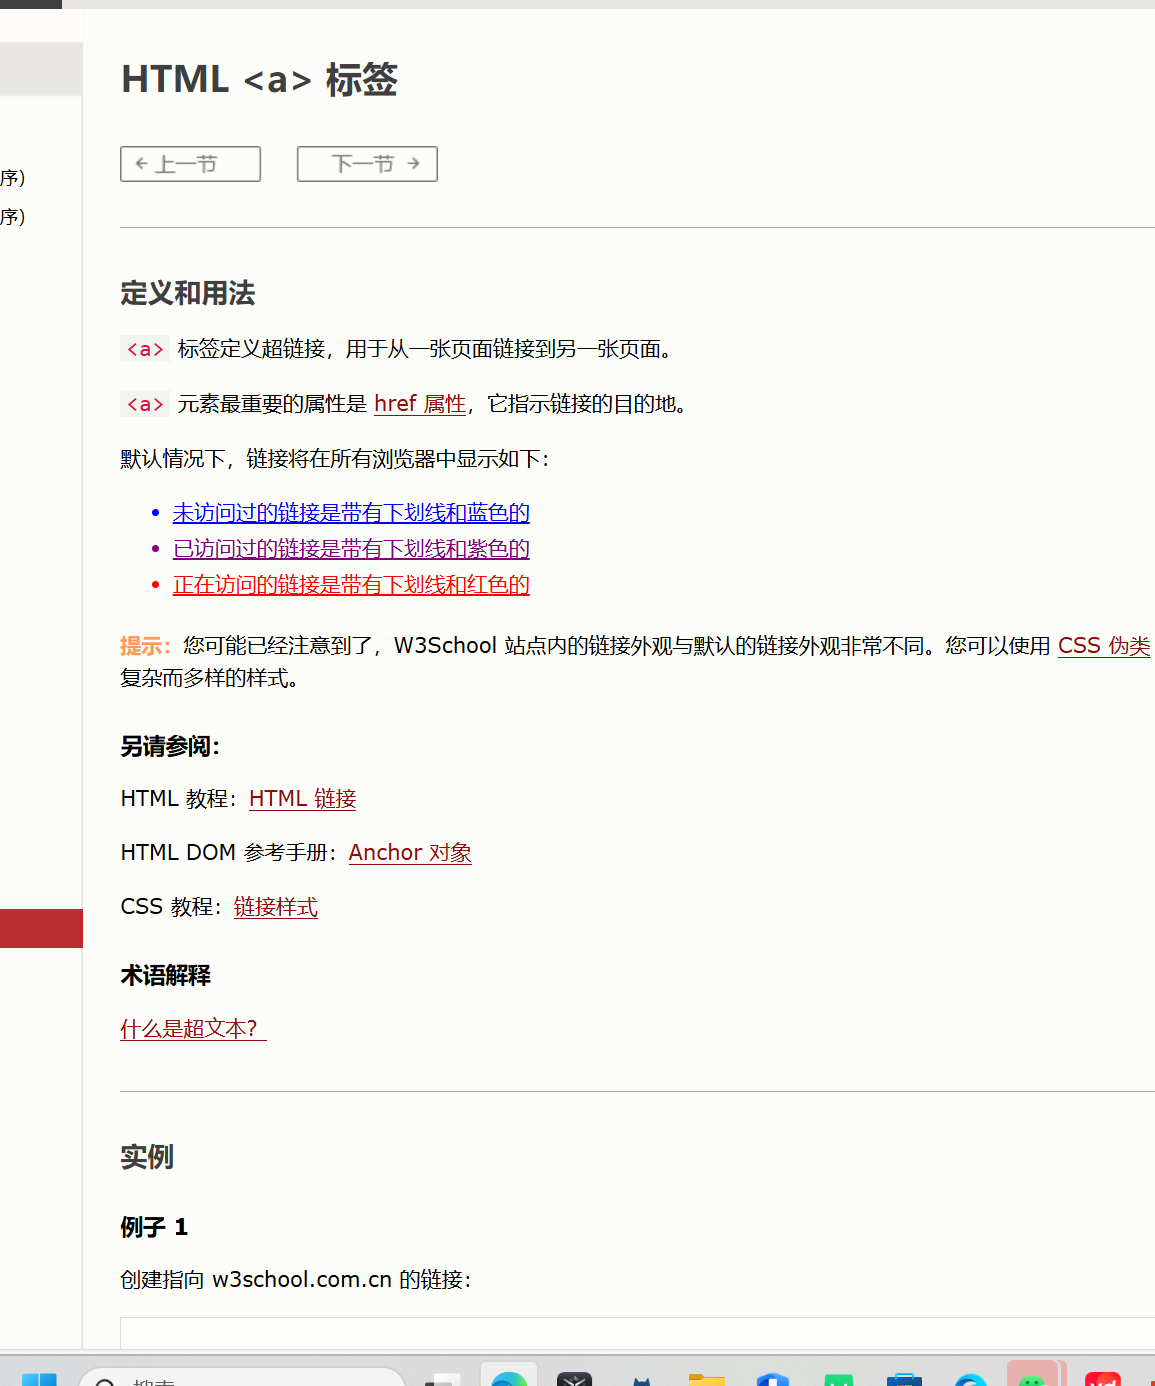 HTML <a> 标签
← 上一节
下一节 →
序)
序)
定义和用法
<a> 标签定义超链接，用于从一张页面链接到另一张页面。
<a> 元素最重要的属性是 href 属性，它指示链接的目的地。
默认情况下，链接将在所有浏览器中显示如下：
• 未访问过的链接是带有下划线和蓝色的
• 已访问过的链接是带有下划线和紫色的
• 正在访问的链接是带有下划线和红色的
提示：您可能已经注意到了，W3School 站点内的链接外观与默认的链接外观非常不同。您可以使用 CSS 伪类
复杂而多样的样式。
另请参阅：
HTML 教程：HTML 链接
HTML DOM 参考手册：Anchor 对象
CSS 教程：链接样式
术语解释
什么是超文本？
实例
例子 1
创建指向 w3school.com.cn 的链接：